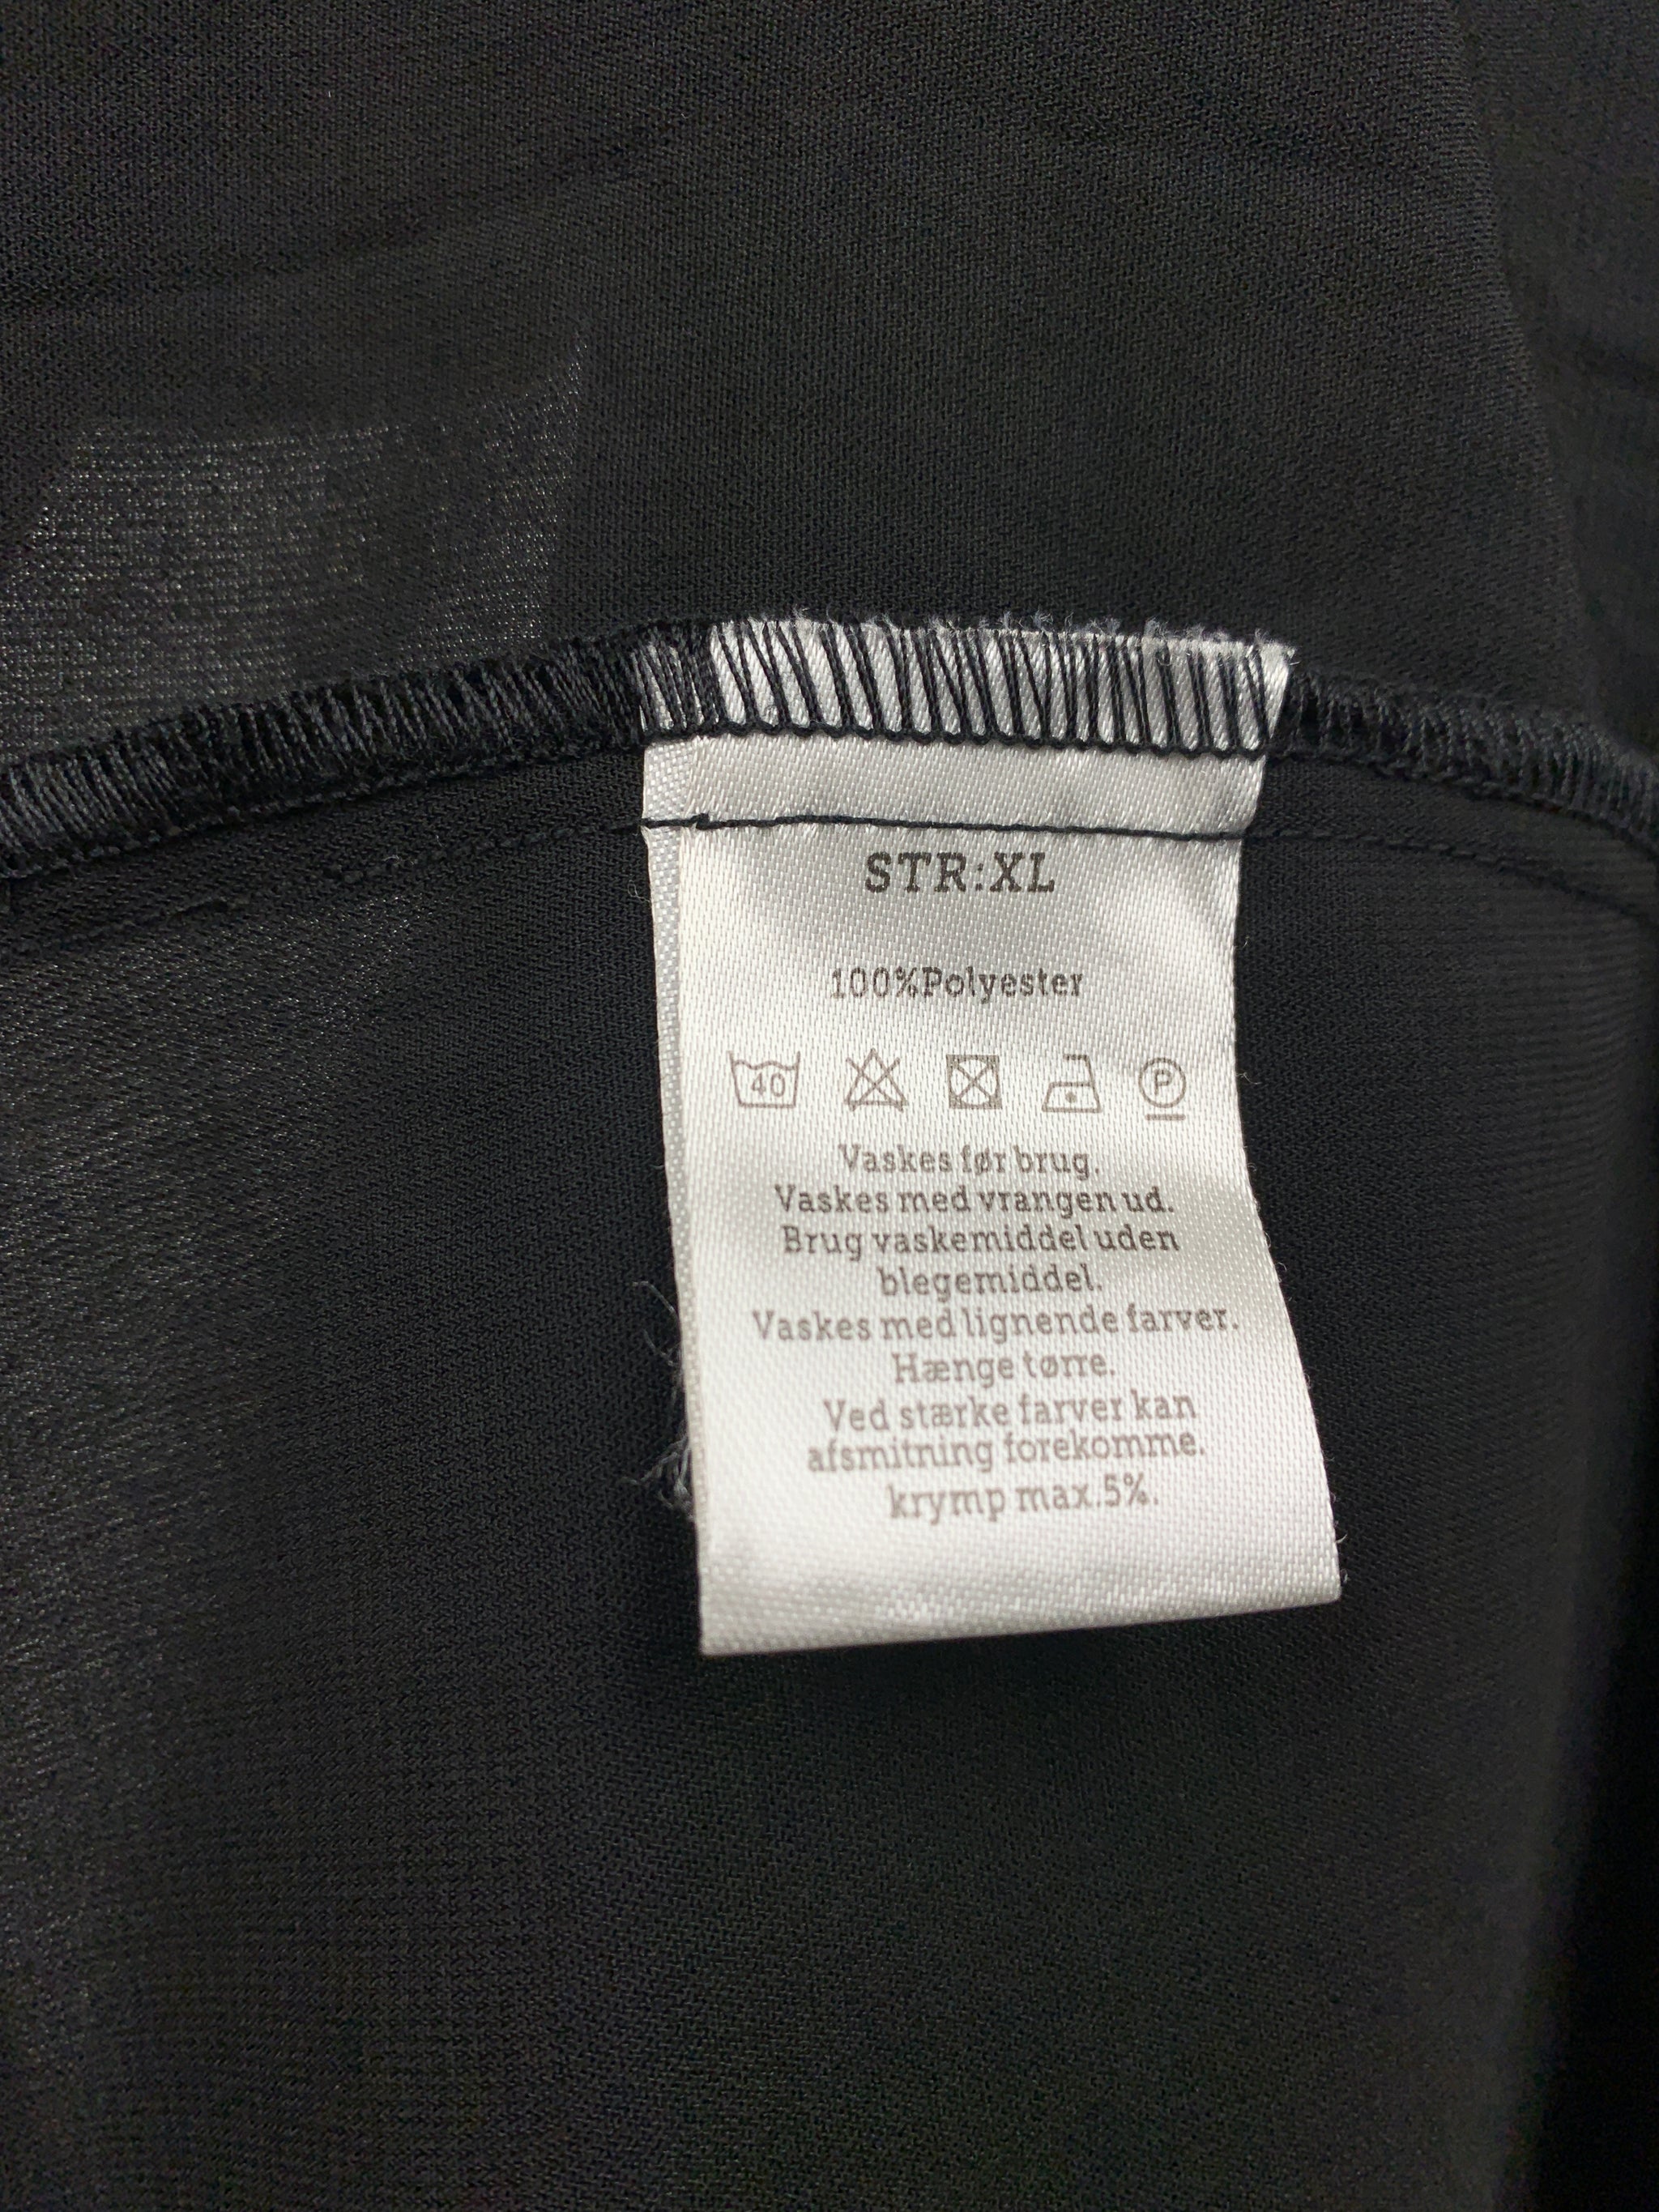 STR:XL
100%Polyester
40 P
Vaskes før brug.
Vaskes med vrangen ud.
Brug vaskemiddel uden
blegemiddel.
Vaskes med lignende farver.
Hænge tørre.
Ved stærke farver kan
afsmitning forekomme.
krymp max.5%.